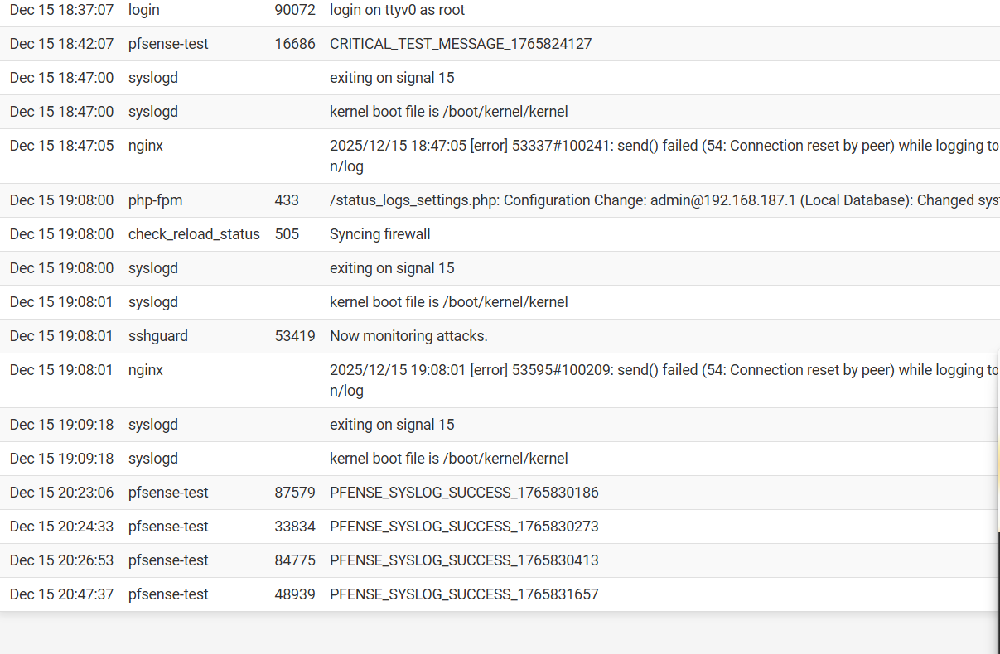 Dec 15 18:37:07 login 90072 login on ttyv0 as root
Dec 15 18:42:07 pfsense-test 16686 CRITICAL_TEST_MESSAGE_1765824127
Dec 15 18:47:00 syslogd exiting on signal 15
Dec 15 18:47:00 syslogd kernel boot file is /boot/kernel/kernel
Dec 15 18:47:05 nginx 2025/12/15 18:47:05 [error] 53337#100241: send() failed (54: Connection reset by peer) while logging to
n/log
Dec 15 19:08:00 php-fpm 433 /status_logs_settings.php: Configuration Change: admin@192.168.187.1 (Local Database): Changed sys
Dec 15 19:08:00 check_reload_status 505 Syncing firewall
Dec 15 19:08:00 syslogd exiting on signal 15
Dec 15 19:08:01 syslogd kernel boot file is /boot/kernel/kernel
Dec 15 19:08:01 sshguard 53419 Now monitoring attacks.
Dec 15 19:08:01 nginx 2025/12/15 19:08:01 [error] 53595#100209: send() failed (54: Connection reset by peer) while logging to
n/log
Dec 15 19:09:18 syslogd exiting on signal 15
Dec 15 19:09:18 syslogd kernel boot file is /boot/kernel/kernel
Dec 15 20:23:06 pfsense-test 87579 PFENSE_SYSLOG_SUCCESS_1765830186
Dec 15 20:24:33 pfsense-test 33834 PFENSE_SYSLOG_SUCCESS_1765830273
Dec 15 20:26:53 pfsense-test 84775 PFENSE_SYSLOG_SUCCESS_1765830413
Dec 15 20:47:37 pfsense-test 48939 PFENSE_SYSLOG_SUCCESS_1765831657